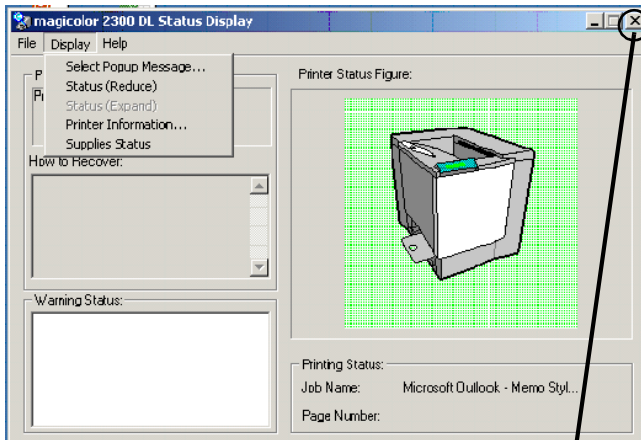 magicolor 2300 DL Status Display
File Display Help
Select Popup Message...
Status (Reduce)
Status (Expand)
Printer Information...
Supplies Status
How to Recover:
Warning Status:
Printer Status Figure:
Printing Status:
Job Name: Microsoft Outlook - Memo Styl...
Page Number: